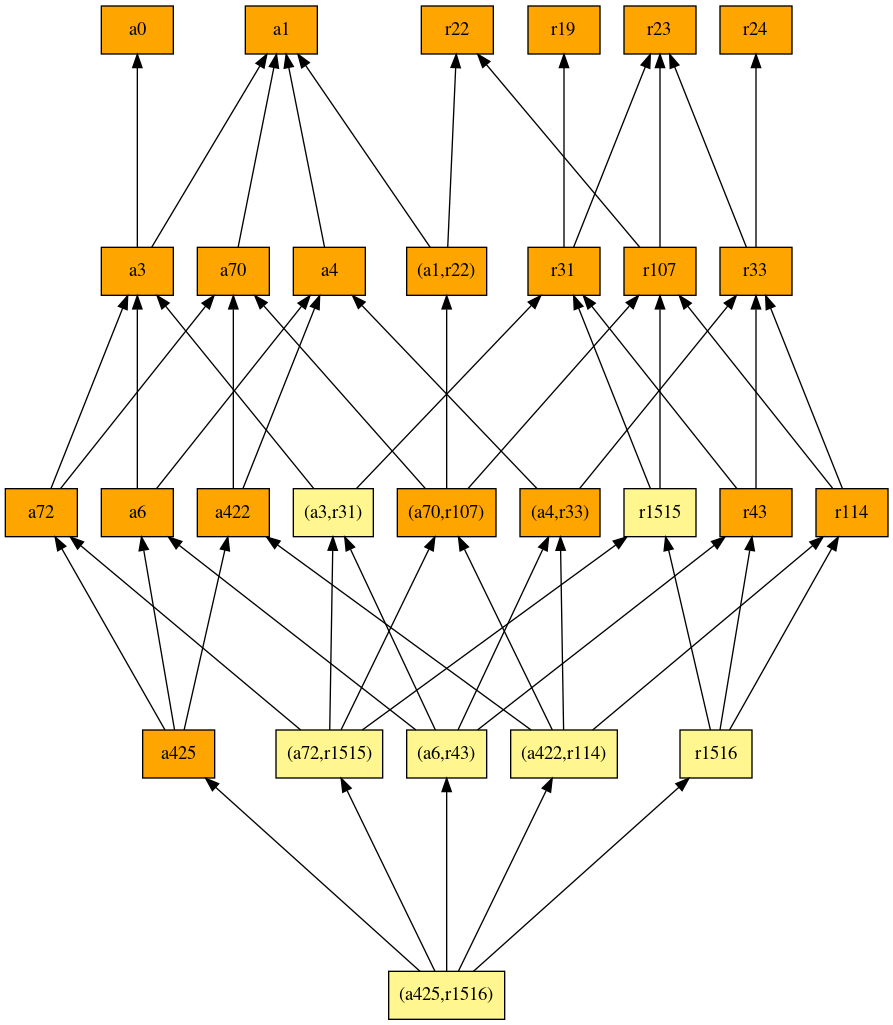 a0
a1
r22
r19
r23
r24
a3
a70
a4
(a1,r22)
r31
r107
r33
a72
a6
a422
(a3,r31)
(a70,r107)
(a4,r33)
r1515
r43
r114
a425
(a72,r1515)
(a6,r43)
(a422,r114)
r1516
(a425,r1516)